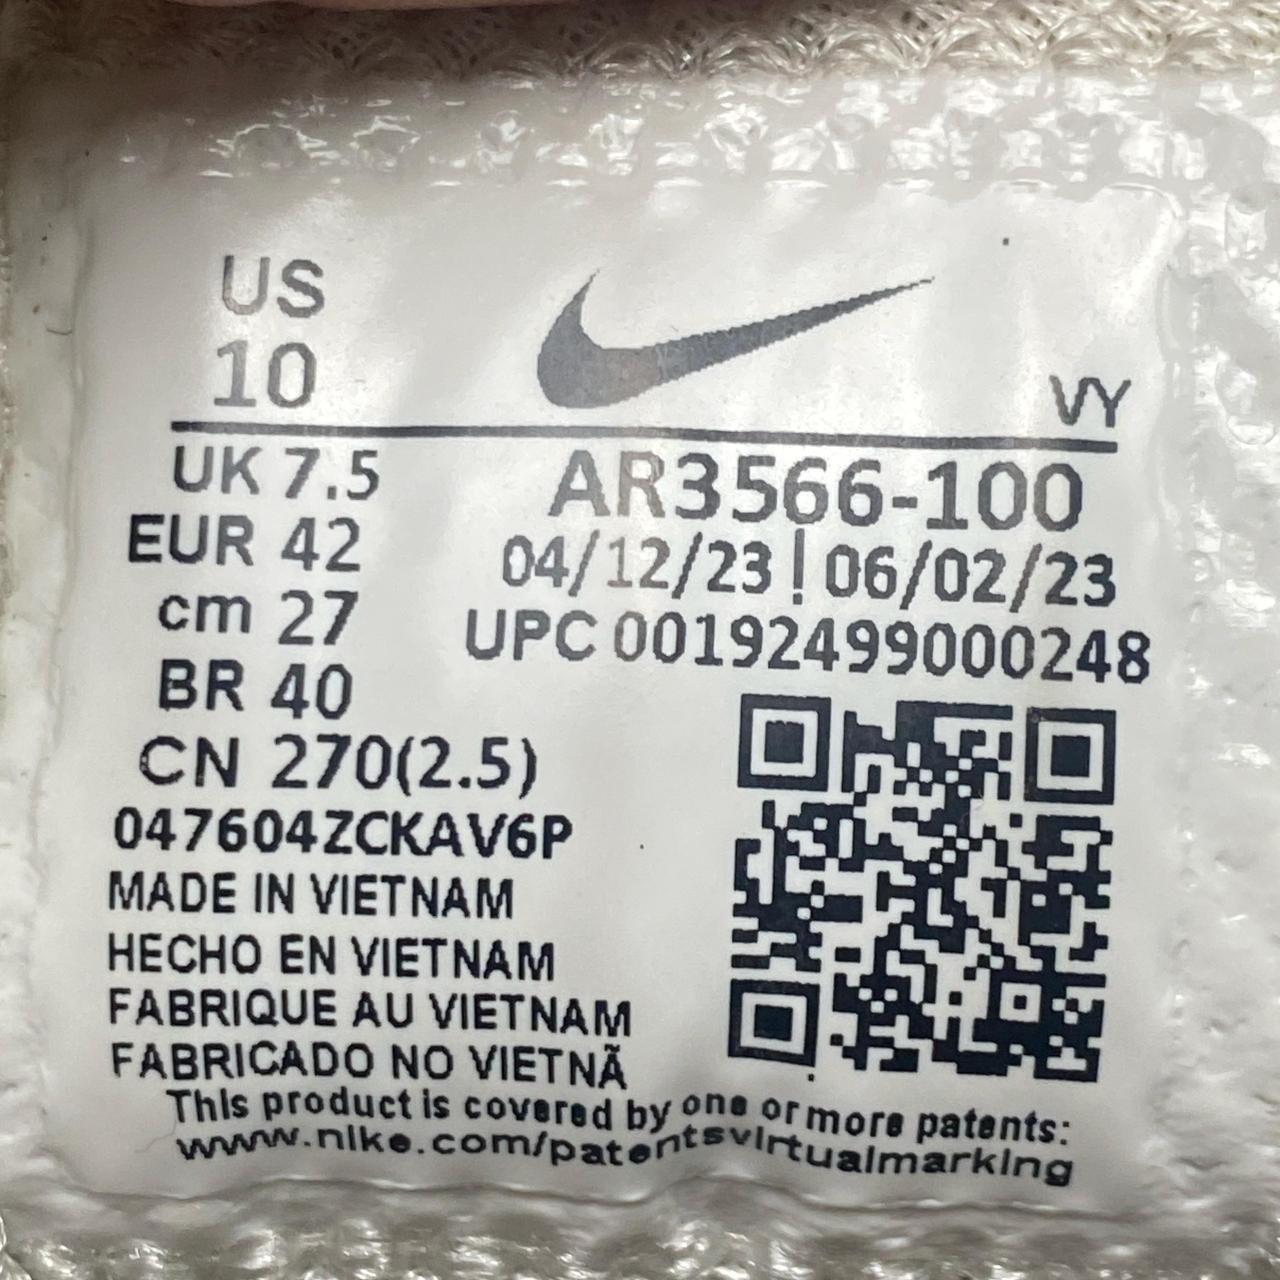 US
10
VY
UK 7.5
AR3566-100
EUR 42
04/12/23 | 06/02/23
cm 27
UPC 00192499000248
BR 40
CN 270(2.5)
047604ZCKAV6P
MADE IN VIETNAM
HECHO EN VIETNAM
FABRIQUE AU VIETNAM
FABRICADO NO VIETNÃ
This product is covered by one or more patents:
www.nike.com/patentsvirtualmarking